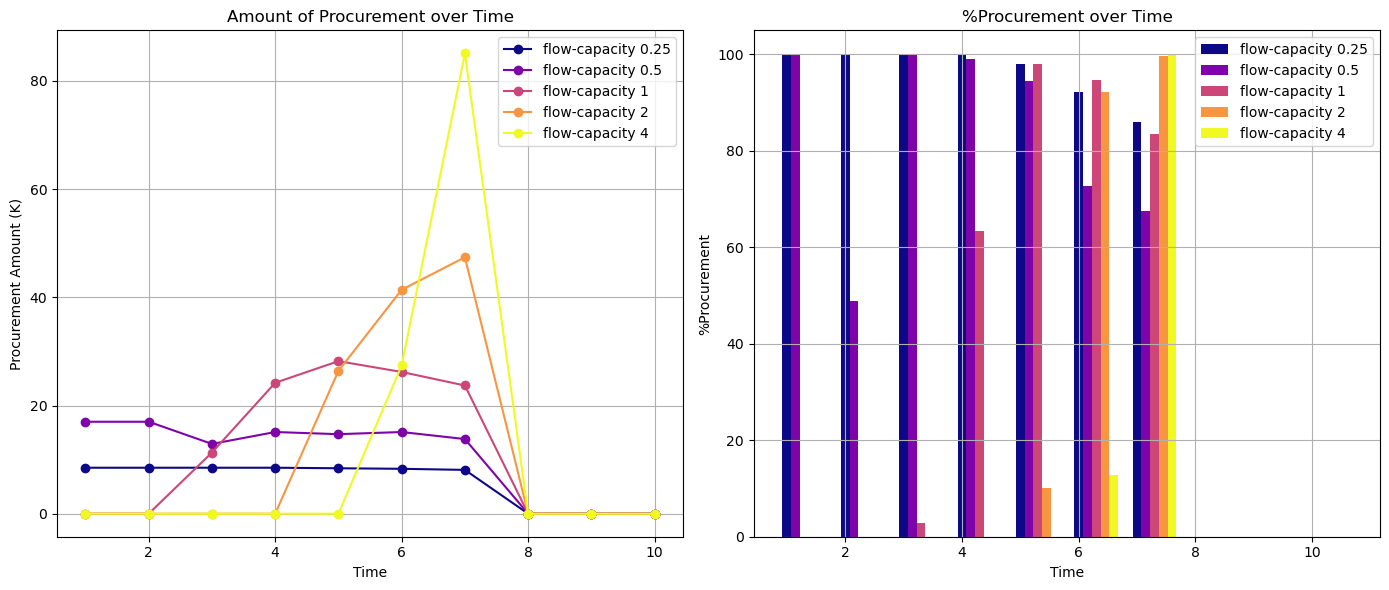 Amount of Procurement over Time
Procurement Amount (K)
80
60
40
20
0
2
4
6
8
10
Time
flow-capacity 0.25
flow-capacity 0.5
flow-capacity 1
flow-capacity 2
flow-capacity 4
%Procurement over Time
%Procurement
100
80
60
40
20
0
2
4
6
8
10
Time
flow-capacity 0.25
flow-capacity 0.5
flow-capacity 1
flow-capacity 2
flow-capacity 4